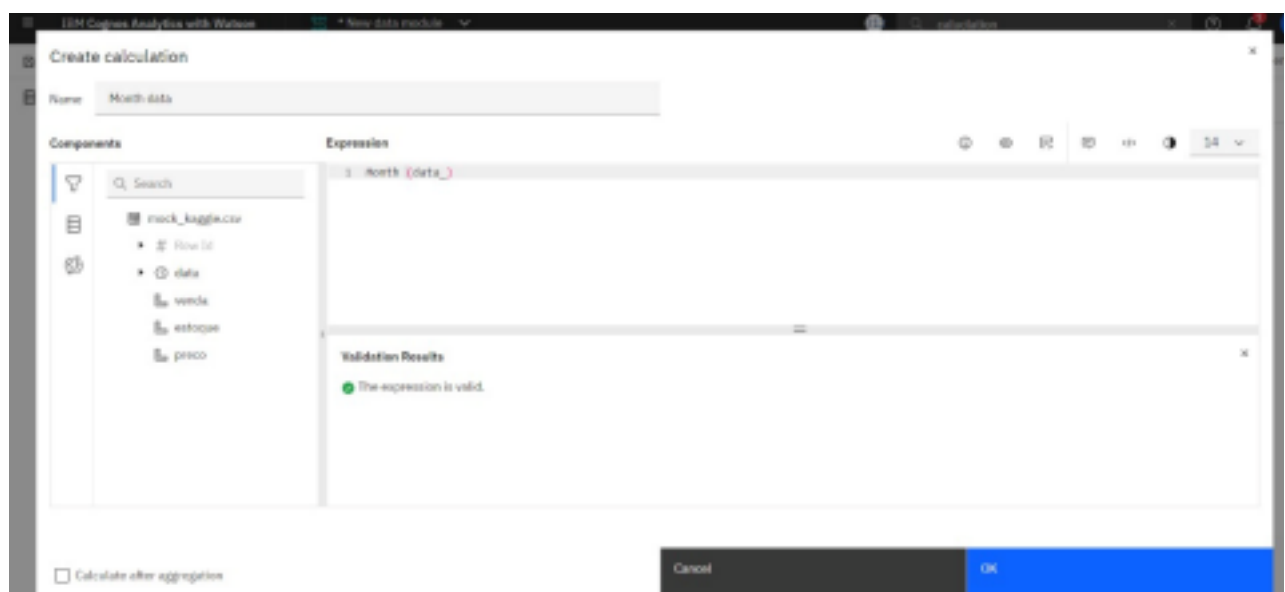 IBM Cognos Analytics with Watson
* New data module
calculation
Create calculation
Name Month data
Components
Expression
14
Search
1 Month (data_)
mock_kaggle.csv
# Row Id
data
venda
estoque
preco
Validation Results
The expression is valid.
Calculate after aggregation
Cancel
OK